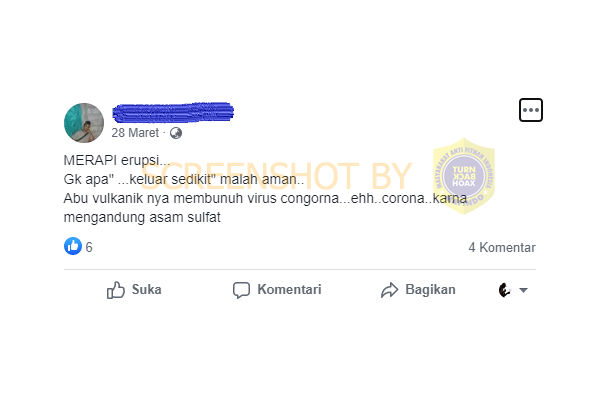 28 Maret ·
MERAPI erupsi...
Gk apa" ...keluar sedikit" malah aman..
Abu vulkanik nya membunuh virus congorna...ehh..corona..karna
mengandung asam sulfat
SCREENSHOT BY
MASYARAKAT ANTI FITNAH INDONESIA
TURN
BACK
HOAX
6
4 Komentar
Suka
Komentari
Bagikan